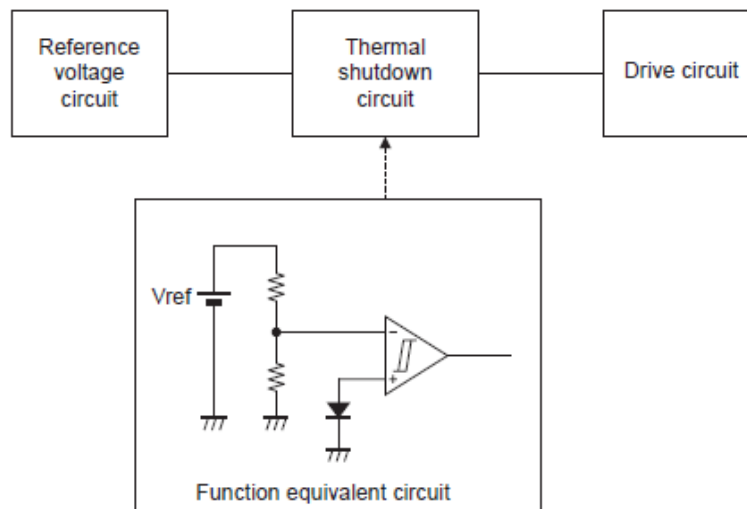 Reference
voltage
circuit
Thermal
shutdown
circuit
Drive circuit
Vref
−
+
Function equivalent circuit